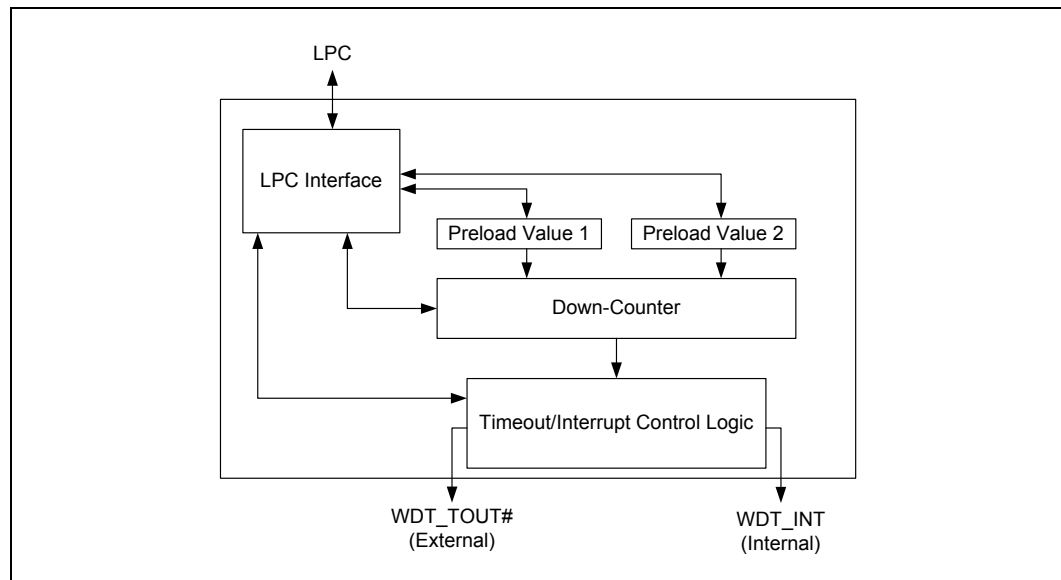 LPC
LPC Interface
Preload Value 1
Preload Value 2
Down-Counter
Timeout/Interrupt Control Logic
WDT_TOUT#
(External)
WDT_INT
(Internal)